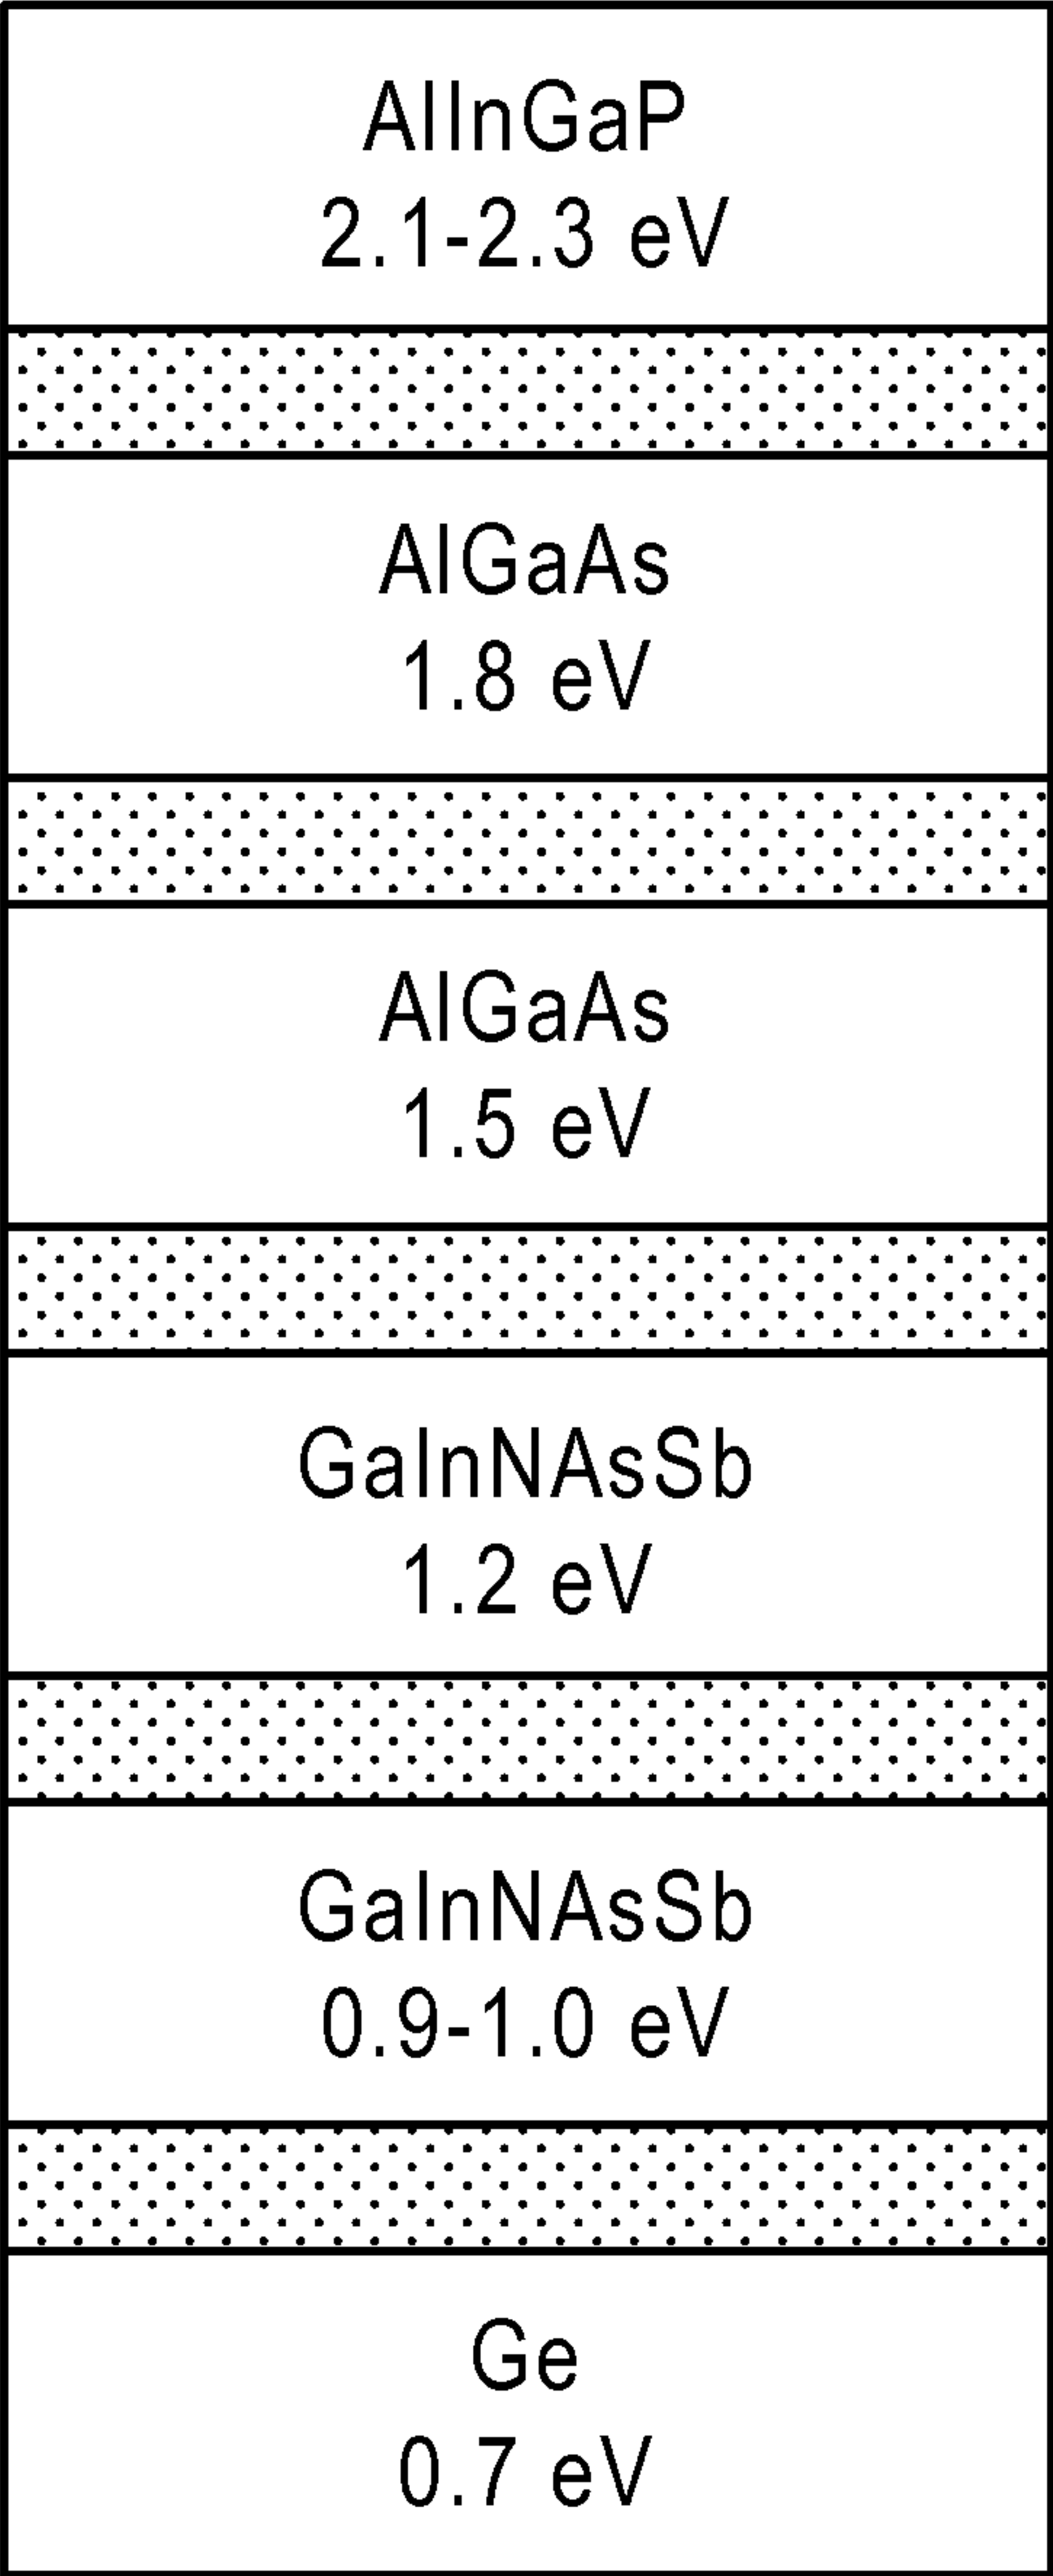 AlInGaP
2.1-2.3 eV
AlGaAs
1.8 eV
AlGaAs
1.5 eV
GaInNAsSb
1.2 eV
GaInNAsSb
0.9-1.0 eV
Ge
0.7 eV